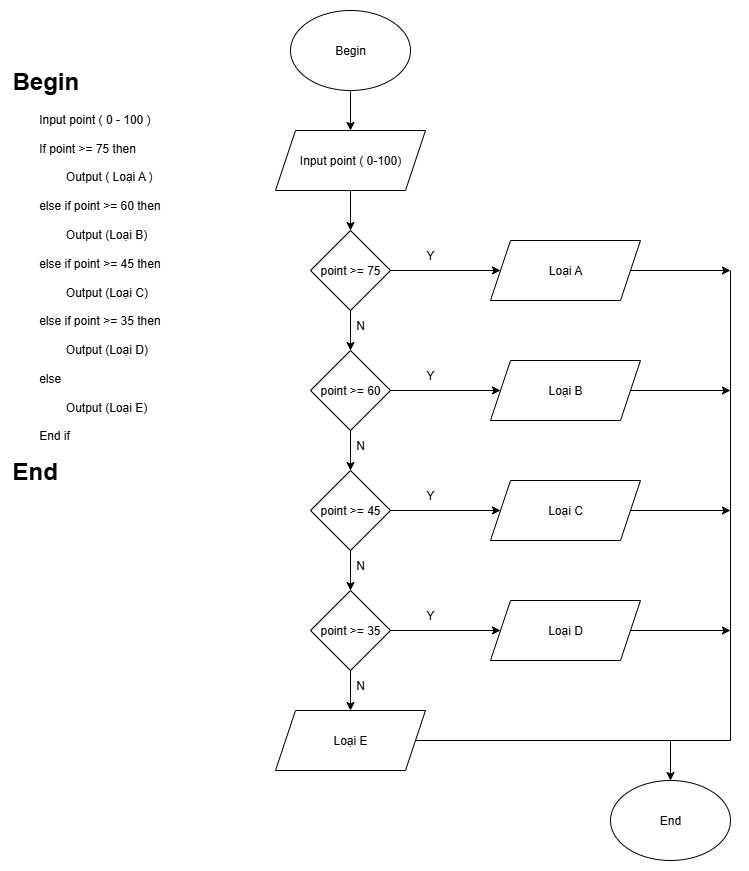 Begin
Input point ( 0 - 100 )
If point >= 75 then
Output ( Loại A )
else if point >= 60 then
Output (Loại B)
else if point >= 45 then
Output (Loại C)
else if point >= 35 then
Output (Loại D)
else
Output (Loại E)
End if
End
Begin
Input point ( 0-100)
point >= 75
Y
Loại A
N
point >= 60
Y
Loại B
N
point >= 45
Y
Loại C
N
point >= 35
Y
Loại D
N
Loại E
End